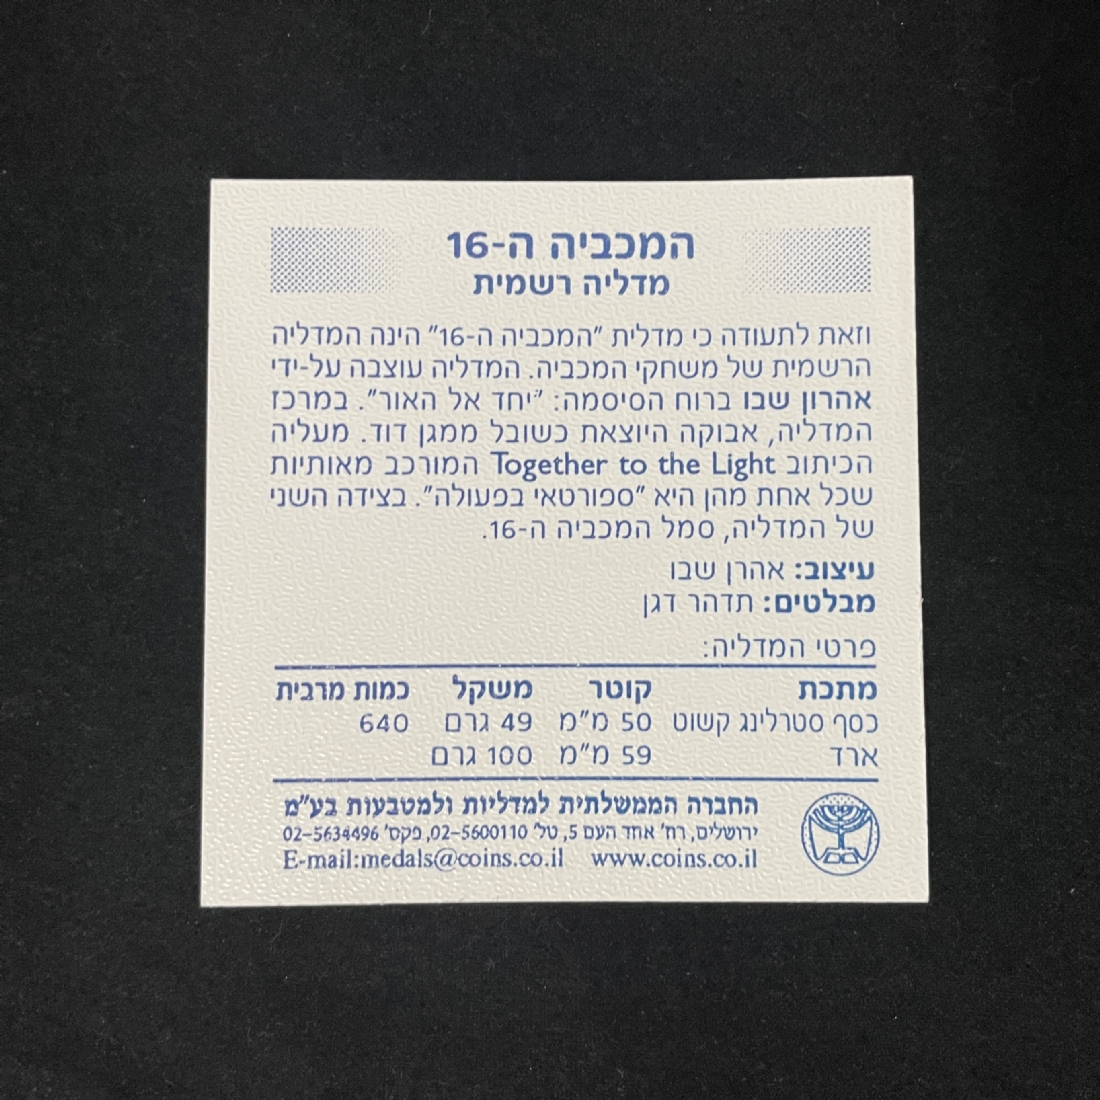 המכביה ה-16
מדליה רשמית
וזאת לתעודה כי מדלית "המכביה ה-16" הינה המדליה
הרשמית של משחקי המכביה. המדליה עוצבה על-ידי
אהרון שבו ברוח הסיסמה: "יחד אל האור". במרכז
המדליה, אבוקה היוצאת כשובל ממגן דוד. מעליה
הכיתוב Together to the Light המורכב מאותיות
שכל אחת מהן היא "ספורטאי בפעולה". בצידה השני
של המדליה, סמל המכביה ה-16.
עיצוב: אהרן שבו
מבלטים: תדהר דגן
פרטי המדליה:
מתכת קוטר משקל כמות מרבית
כסף סטרלינג קשוט 50 מ"מ 49 גרם 640
ארד 59 מ"מ 100 גרם
החברה הממשלתית למדליות ולמטבעות בע"מ
ירושלים, רח' אחד העם 5, טל' 02-5600110, פקס' 02-5634496
E-mail:medals@coins.co.il www.coins.co.il